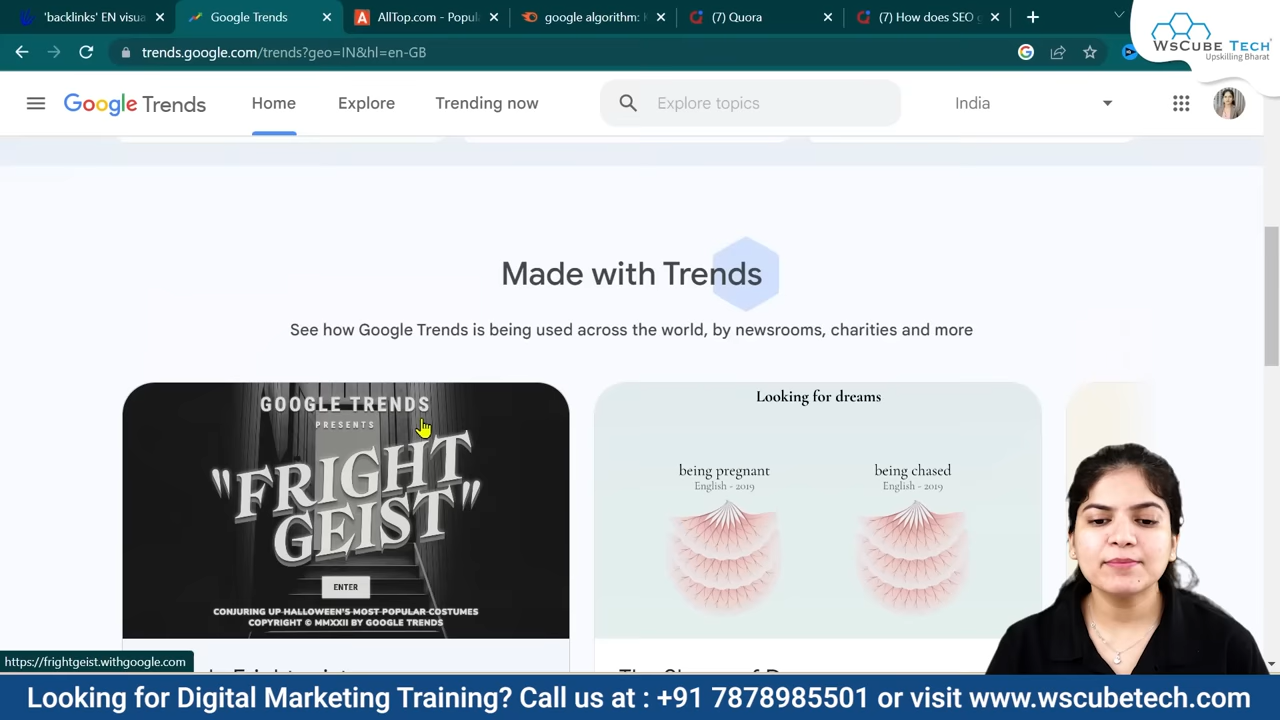 'backlinks' EN visua
Google Trends
AllTop.com - Popul
google algorithm: K
(7) Quora
(7) How does SEO g
trends.google.com/trends?geo=IN&hl=en-GB
WsCube Tech
Upskilling Bharat
Google Trends
Home
Explore
Trending now
Explore topics
India
Made with Trends
See how Google Trends is being used across the world, by newsrooms, charities and more
GOOGLE TRENDS
PRESENTS
"FRIGHT
GEIST"
ENTER
CONJURING UP HALLOWEEN'S MOST POPULAR COSTUMES
COPYRIGHT © MMXXII BY GOOGLE TRENDS
Looking for dreams
being pregnant
English - 2019
being chased
English - 2019
https://frightgeist.withgoogle.com
Looking for Digital Marketing Training? Call us at : +91 7878985501 or visit www.wscubetech.com